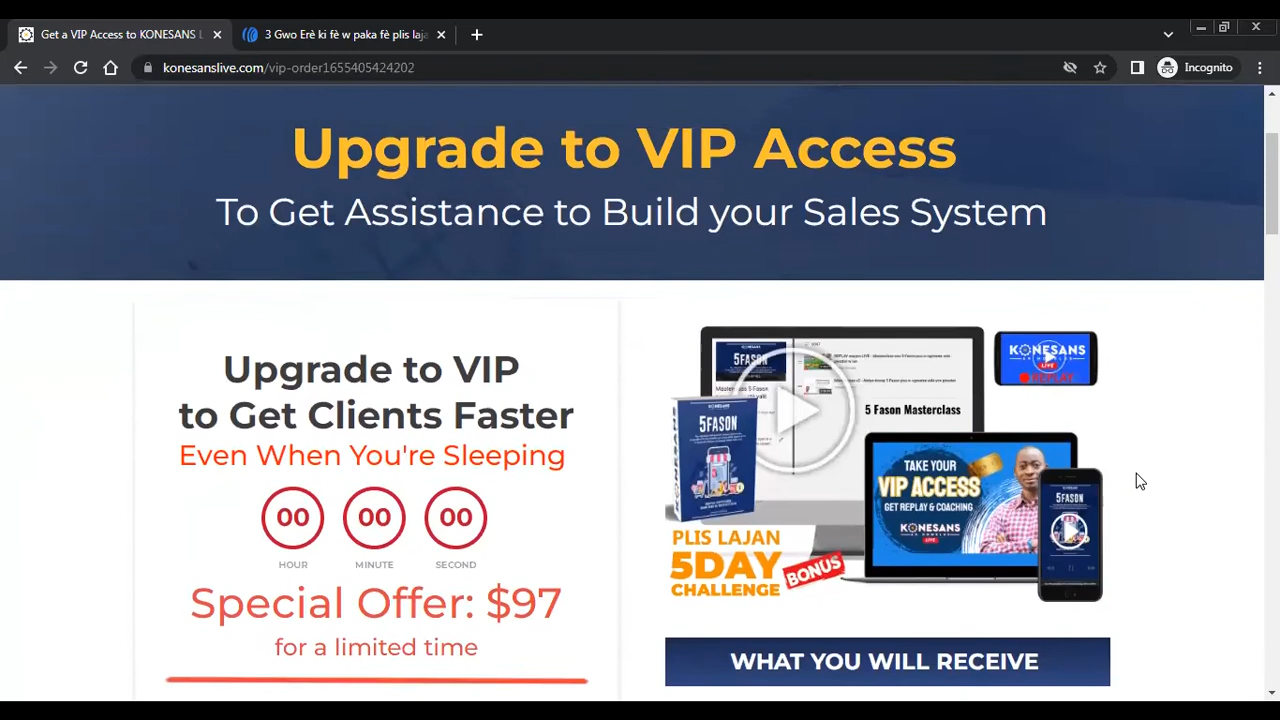 Get a VIP Access to KONESANS L
3 Gwo Erè ki fè w paka fè plis laja
konesanslive.com/vip-order1655405424202
Incognito
Upgrade to VIP Access
To Get Assistance to Build your Sales System
Upgrade to VIP
to Get Clients Faster
Even When You're Sleeping
00
00
00
HOUR
MINUTE
SECOND
Special Offer: $97
for a limited time
5FASON
5 Fason Masterclass
KONESANS
LIVE
REPLAY
KONESANS
5FASON
TAKE YOUR
VIP ACCESS
GET REPLAY & COACHING
KONESANS
LIVE
5FASON
PLIS LAJAN
5DAY
CHALLENGE
BONUS
WHAT YOU WILL RECEIVE